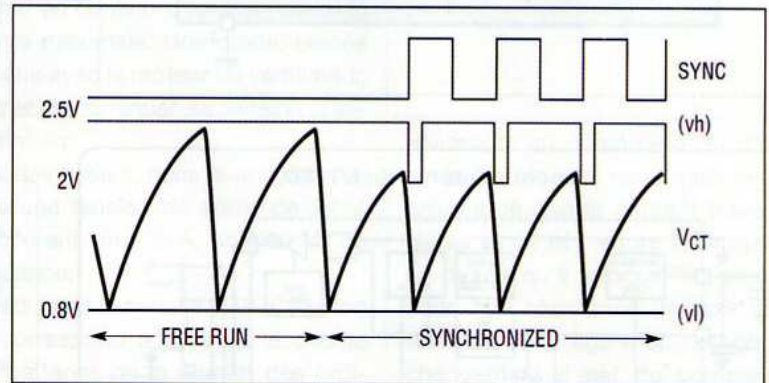 SYNC
2.5V
(vh)
2V
VCT
0.8V
(vl)
FREE RUN
SYNCHRONIZED